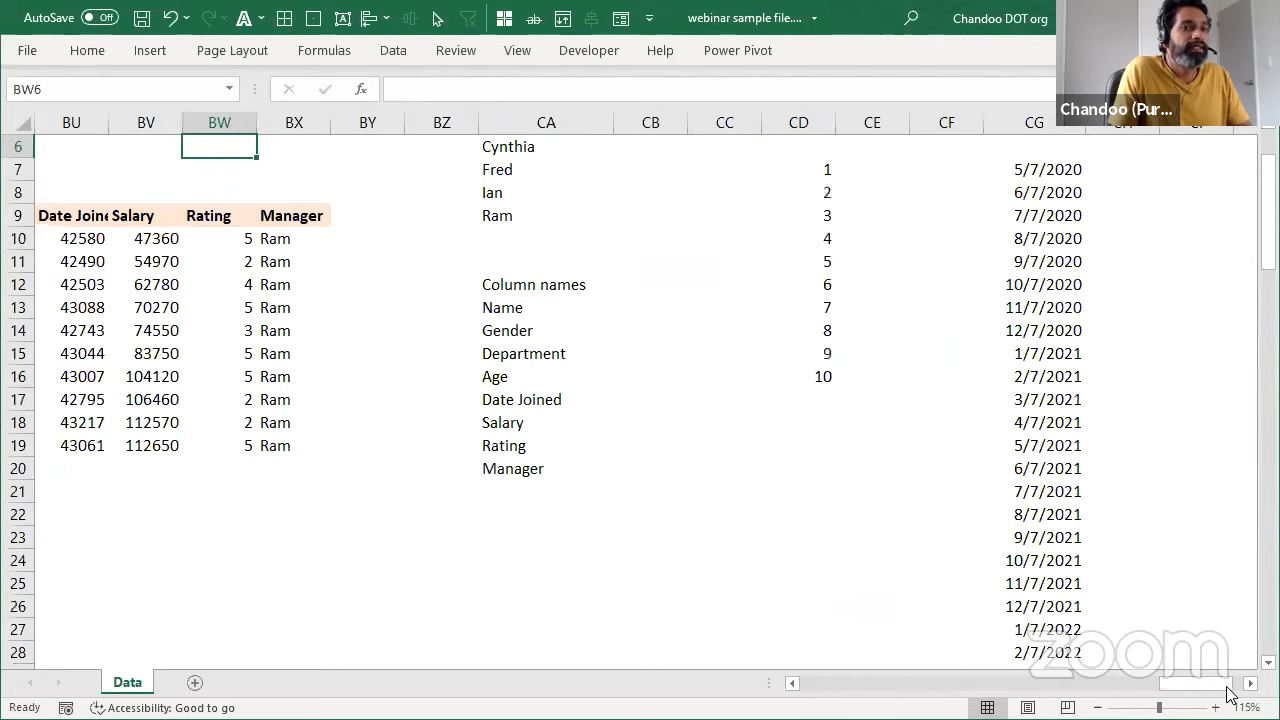 AutoSave Off webinar sample file.... Chandoo DOT org
File Home Insert Page Layout Formulas Data Review View Developer Help Power Pivot
BW6 fx
Chandoo (Pur...
BU BV BW BX BY BZ CA CB CC CD CE CF CG
6 Cynthia
7 Fred 1 5/7/2020
8 Ian 2 6/7/2020
9 Date Joine Salary Rating Manager Ram 3 7/7/2020
10 42580 47360 5 Ram 4 8/7/2020
11 42490 54970 2 Ram 5 9/7/2020
12 42503 62780 4 Ram Column names 6 10/7/2020
13 43088 70270 5 Ram Name 7 11/7/2020
14 42743 74550 3 Ram Gender 8 12/7/2020
15 43044 83750 5 Ram Department 9 1/7/2021
16 43007 104120 5 Ram Age 10 2/7/2021
17 42795 106460 2 Ram Date Joined 3/7/2021
18 43217 112570 2 Ram Salary 4/7/2021
19 43061 112650 5 Ram Rating 5/7/2021
20 Manager 6/7/2021
21 7/7/2021
22 8/7/2021
23 9/7/2021
24 10/7/2021
25 11/7/2021
26 12/7/2021
27 1/7/2022
28 2/7/2022
zoom
Data
Ready Accessibility: Good to go 115%